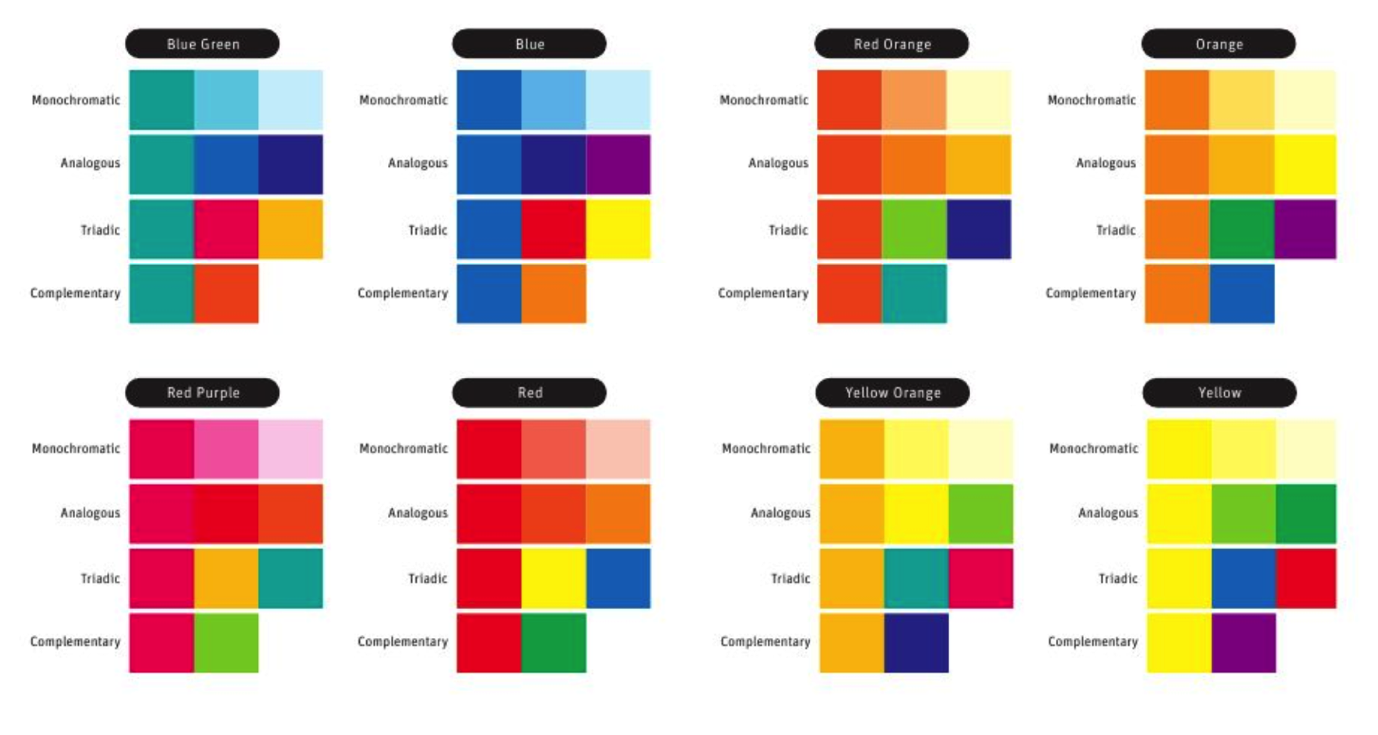 Blue Green
Monochromatic
Analogous
Triadic
Complementary
Blue
Monochromatic
Analogous
Triadic
Complementary
Red Orange
Monochromatic
Analogous
Triadic
Complementary
Orange
Monochromatic
Analogous
Triadic
Complementary
Red Purple
Monochromatic
Analogous
Triadic
Complementary
Red
Monochromatic
Analogous
Triadic
Complementary
Yellow Orange
Monochromatic
Analogous
Triadic
Complementary
Yellow
Monochromatic
Analogous
Triadic
Complementary